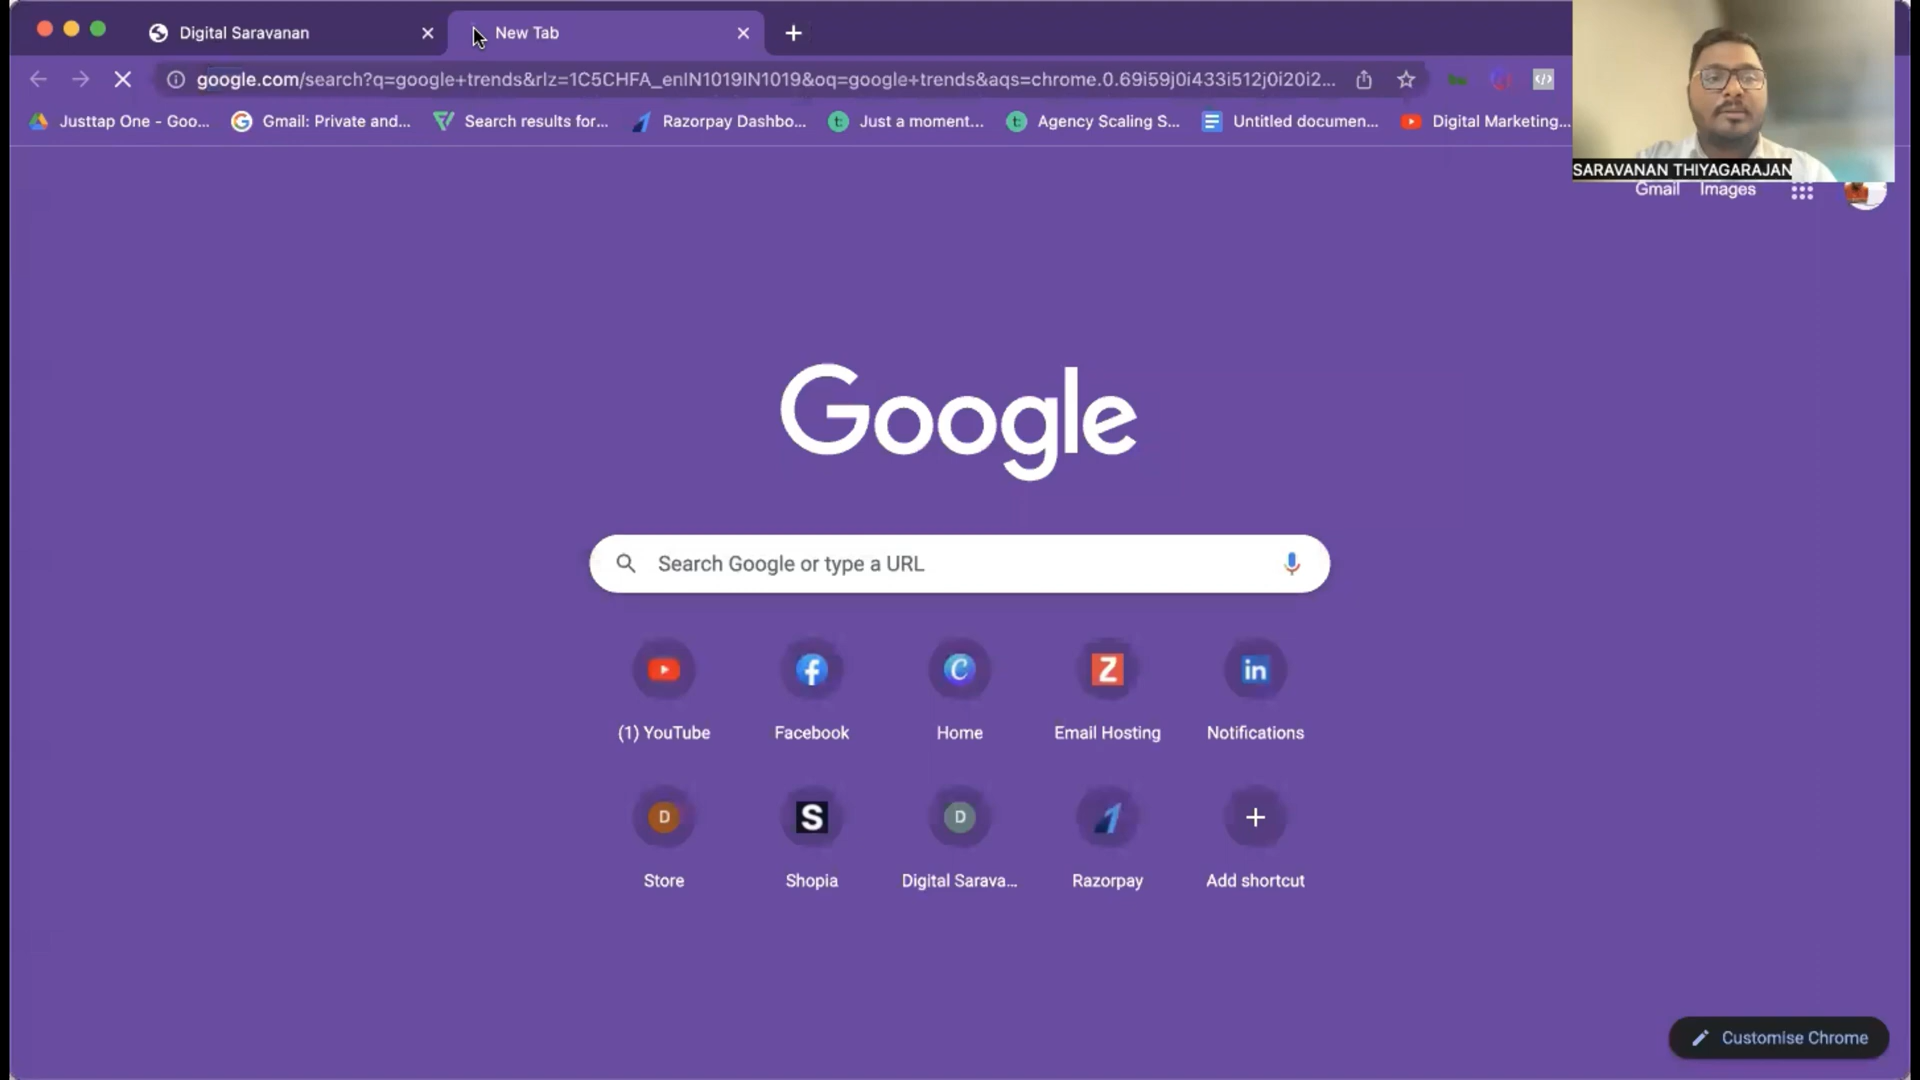 Digital Saravanan
New Tab
google.com/search?q=google+trends&rlz=1C5CHFA_enIN1019IN1019&oq=google+trends&aqs=chrome.0.69i59j0i433i512j0i20i2...
Justtap One - Goo...
Gmail: Private and...
Search results for...
Razorpay Dashbo...
t
Just a moment...
t
Agency Scaling S...
Untitled documen...
Digital Marketing...
SARAVANAN THIYAGARAJAN
Gmail Images
Google
Search Google or type a URL
(1) YouTube
Facebook
Home
Email Hosting
Notifications
D
S
D
Store
Shopia
Digital Sarava...
Razorpay
Add shortcut
Customise Chrome